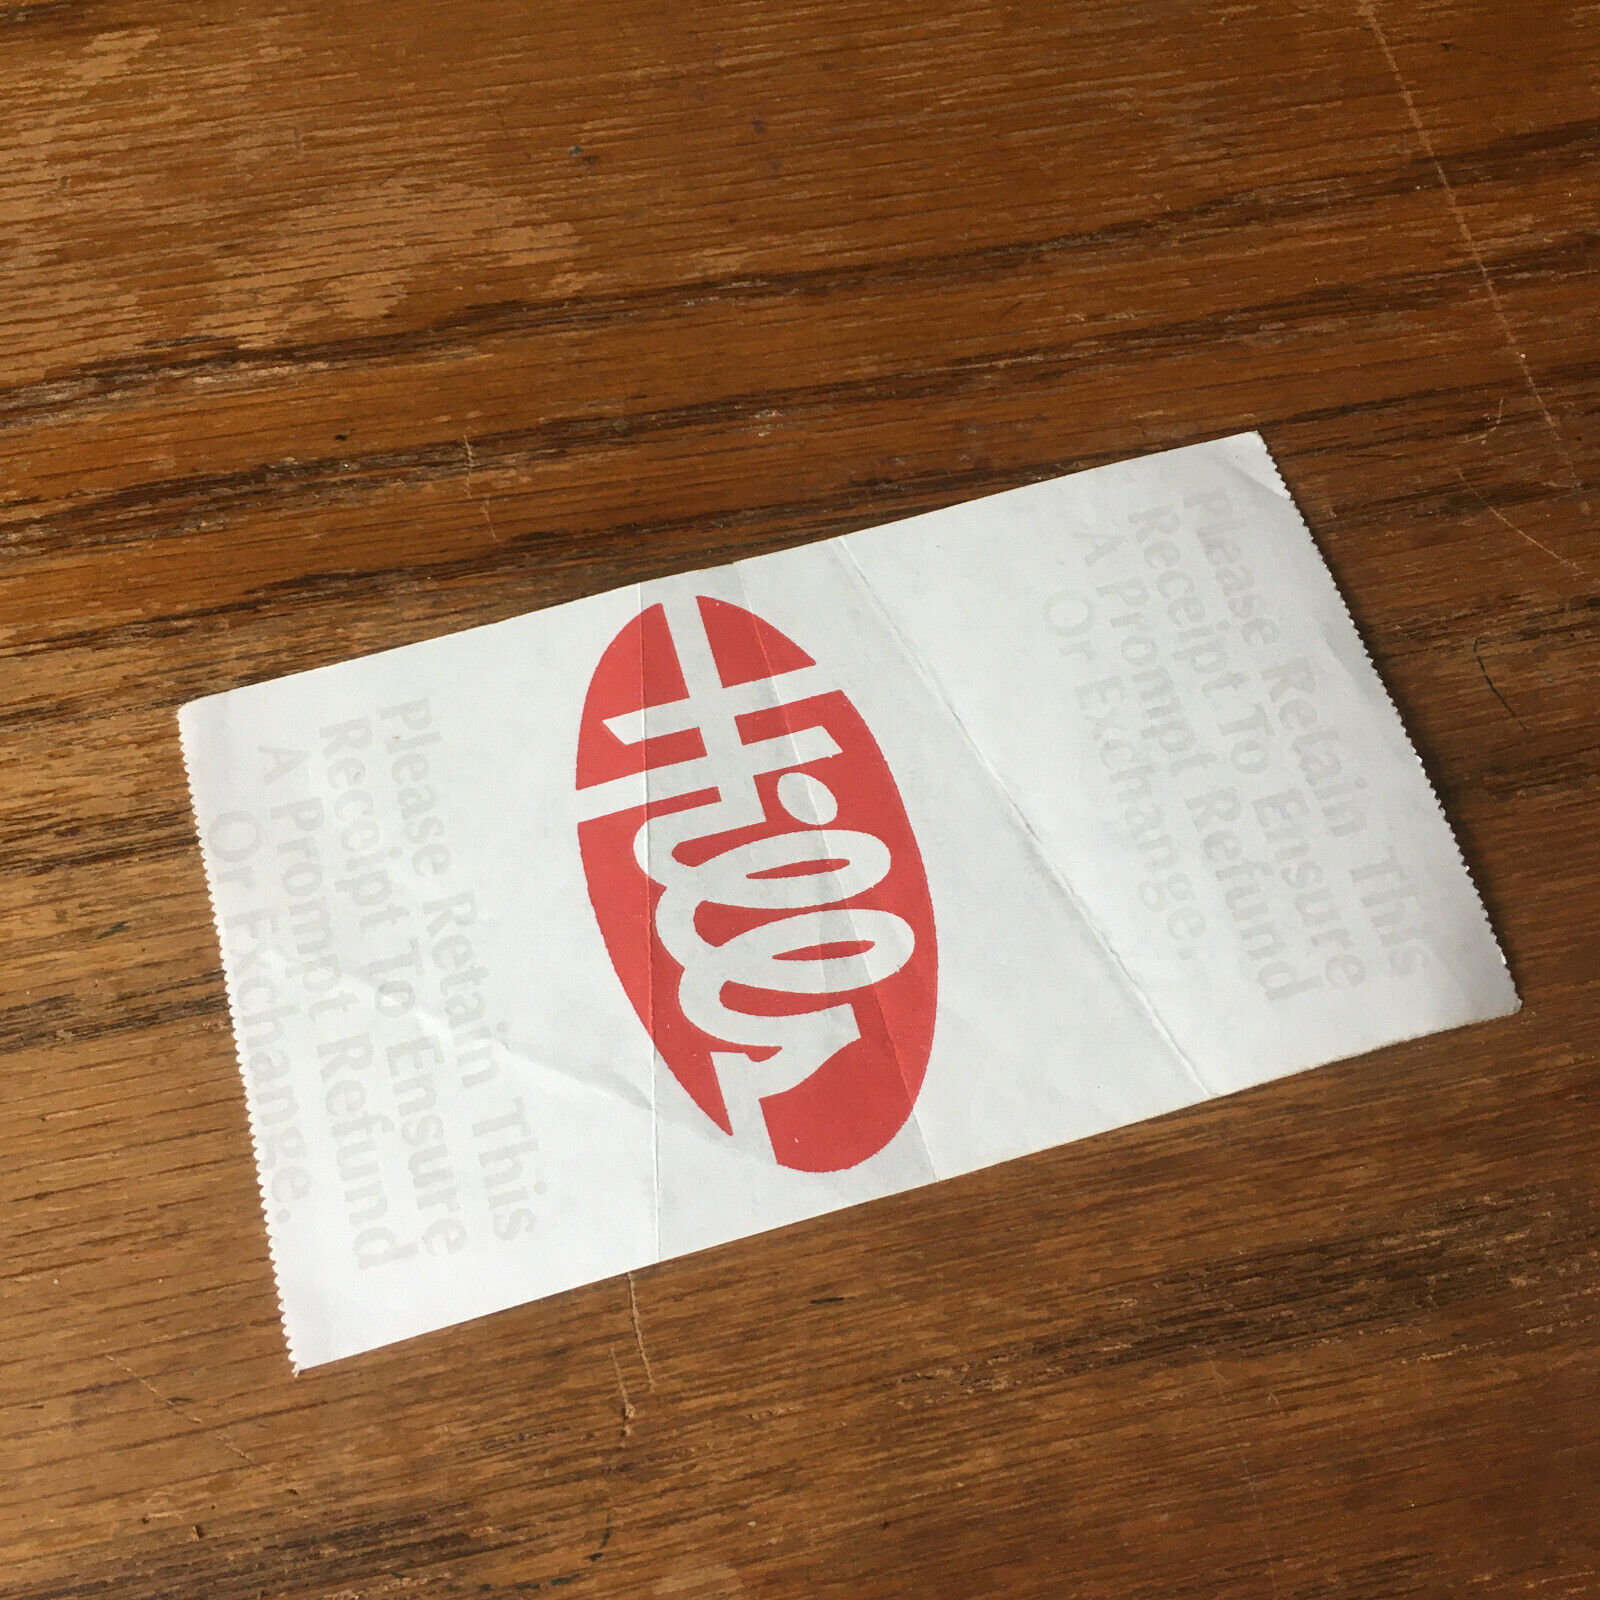 Please Retain This
Receipt To Ensure
A Prompt Refund
Or Exchange.
Hills
Please Retain This
Receipt To Ensure
A Prompt Refund
Or Exchange.